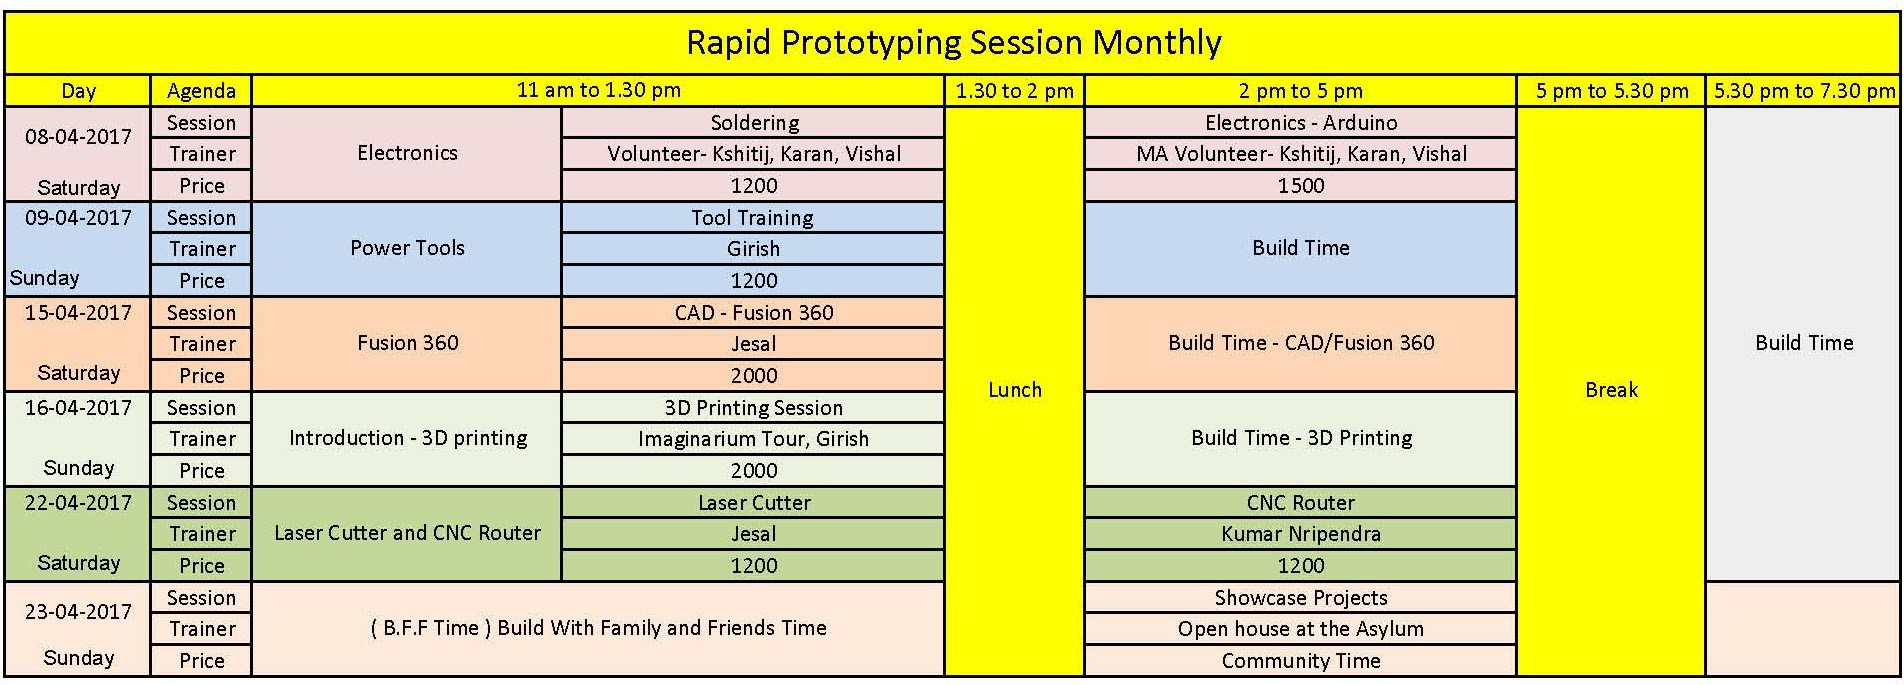 Rapid Prototyping Session Monthly
Day Agenda 11 am to 1.30 pm 1.30 to 2 pm 2 pm to 5 pm 5 pm to 5.30 pm 5.30 pm to 7.30 pm
08-04-2017
Saturday
Session
Trainer
Price
Electronics
Soldering
Volunteer- Kshitij, Karan, Vishal
1200
Electronics - Arduino
MA Volunteer- Kshitij, Karan, Vishal
1500
09-04-2017
Sunday
Session
Trainer
Price
Power Tools
Tool Training
Girish
1200
Build Time
15-04-2017
Saturday
Session
Trainer
Price
Fusion 360
CAD - Fusion 360
Jesal
2000
Build Time - CAD/Fusion 360
16-04-2017
Sunday
Session
Trainer
Price
Introduction - 3D printing
3D Printing Session
Imaginarium Tour, Girish
2000
Build Time - 3D Printing
22-04-2017
Saturday
Session
Trainer
Price
Laser Cutter and CNC Router
Laser Cutter
Jesal
1200
CNC Router
Kumar Nripendra
1200
23-04-2017
Sunday
Session
Trainer
Price
( B.F.F Time ) Build With Family and Friends Time
Showcase Projects
Open house at the Asylum
Community Time
Lunch
Break
Build Time